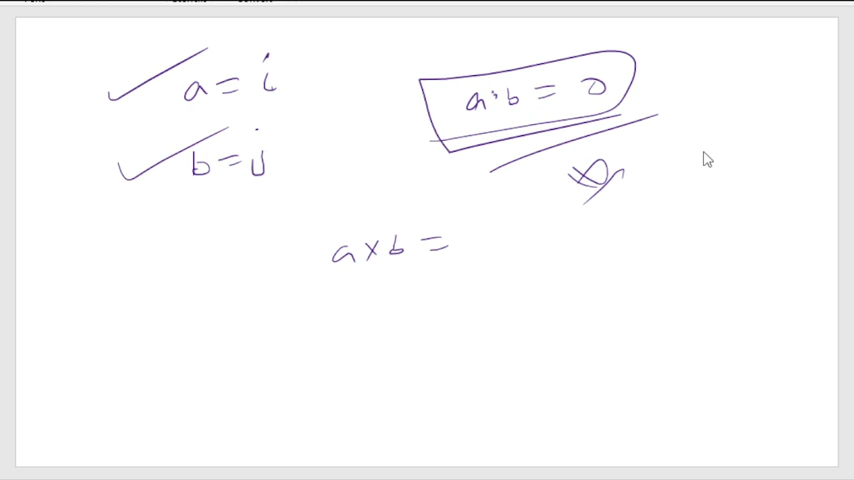 a = i
a·b = 0
b = j
a × b =